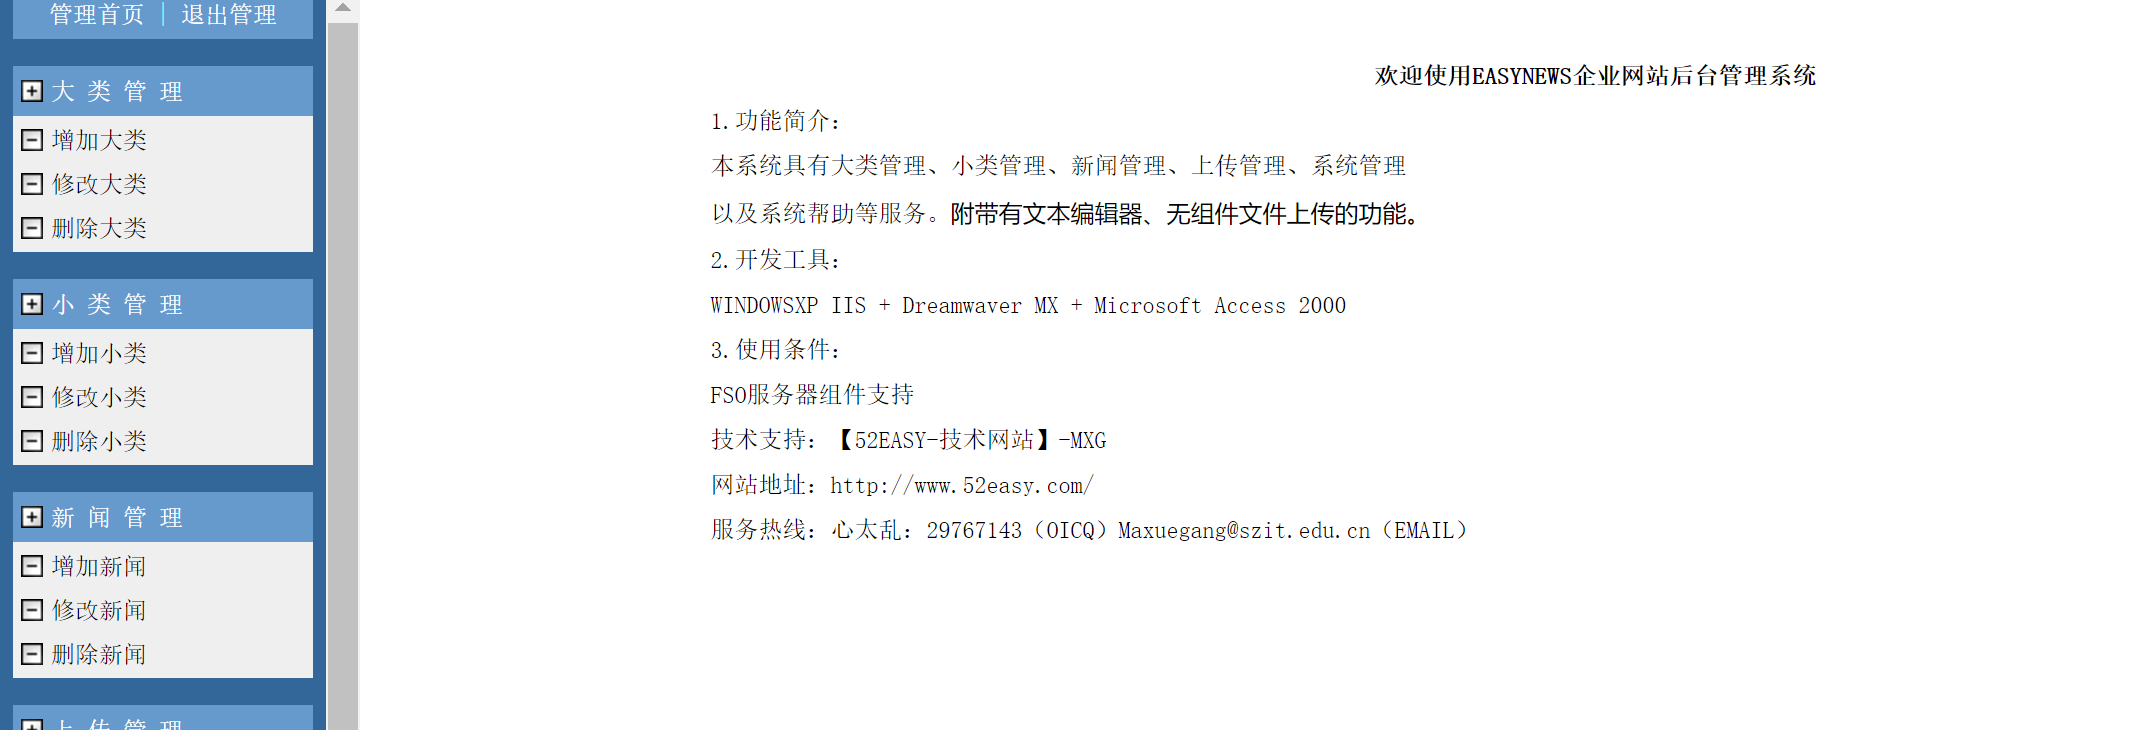 管理首页 | 退出管理
大 类 管 理
增加大类
修改大类
删除大类
小 类 管 理
增加小类
修改小类
删除小类
新 闻 管 理
增加新闻
修改新闻
删除新闻
上 传 管 理
欢迎使用EASYNEWS企业网站后台管理系统
1.功能简介：
本系统具有大类管理、小类管理、新闻管理、上传管理、系统管理
以及系统帮助等服务。附带有文本编辑器、无组件文件上传的功能。
2.开发工具：
WINDOWSXP IIS + Dreamwaver MX + Microsoft Access 2000
3.使用条件：
FSO服务器组件支持
技术支持：【52EASY-技术网站】-MXG
网站地址：http://www.52easy.com/
服务热线：心太乱：29767143（OICQ）Maxuegang@szit.edu.cn（EMAIL）